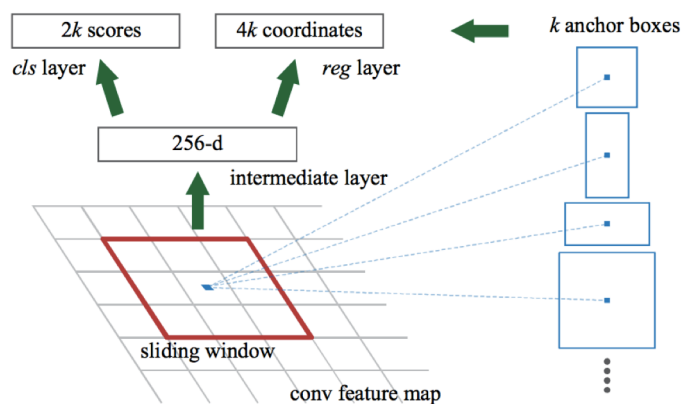 2k scores
4k coordinates
k anchor boxes
cls layer
reg layer
256-d
intermediate layer
sliding window
conv feature map